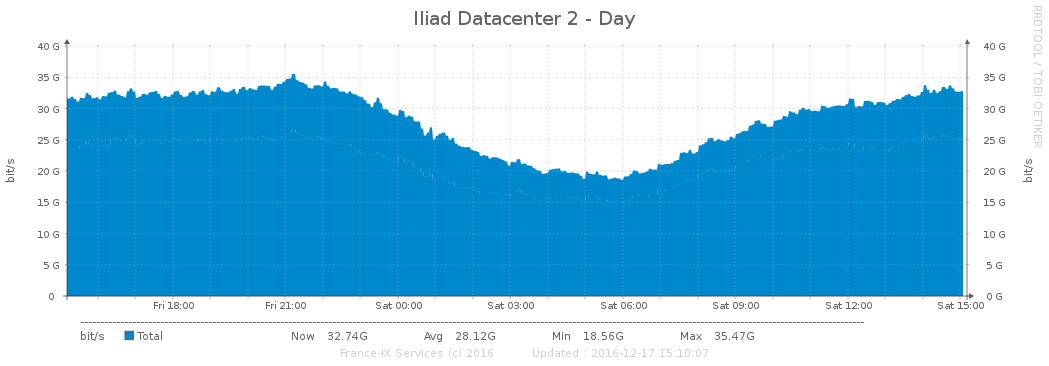 Iliad Datacenter 2 - Day
RRDTOOL / TOBI OETIKER
bit/s
40 G
35 G
30 G
25 G
20 G
15 G
10 G
5 G
0
40 G
35 G
30 G
25 G
20 G
15 G
10 G
5 G
0 G
bit/s
Fri 18:00 Fri 21:00 Sat 00:00 Sat 03:00 Sat 06:00 Sat 09:00 Sat 12:00 Sat 15:00
bit/s Total Now 32.74G Avg 28.12G Min 18.56G Max 35.47G
France-IX Services (c) 2016 Updated : 2016-12-17 15:10:07